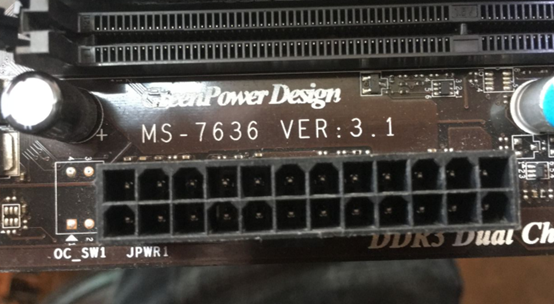 GreenPower Design
MS-7636 VER:3.1
OC_SW1 JPWR1
DDR3 Dual Ch